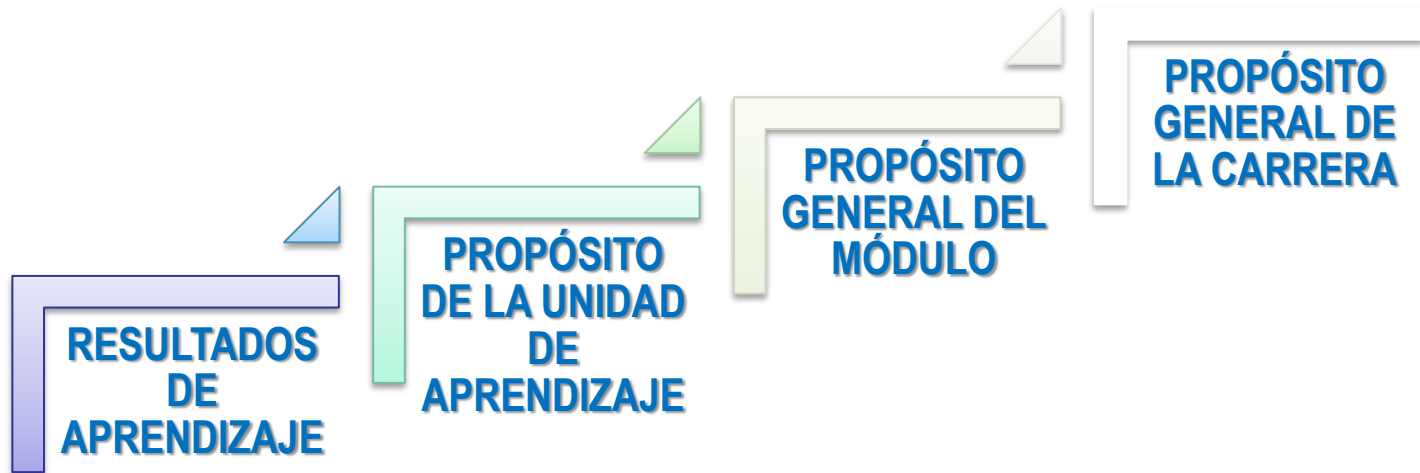 RESULTADOS
DE
APRENDIZAJE
PROPÓSITO
DE LA UNIDAD
DE
APRENDIZAJE
PROPÓSITO
GENERAL DEL
MÓDULO
PROPÓSITO
GENERAL DE
LA CARRERA